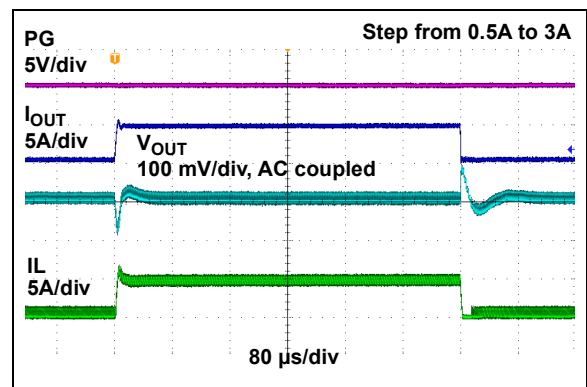 PG
Step from 0.5A to 3A
5V/div
T
IOUT
5A/div
VOUT
100 mV/div, AC coupled
IL
5A/div
80 µs/div